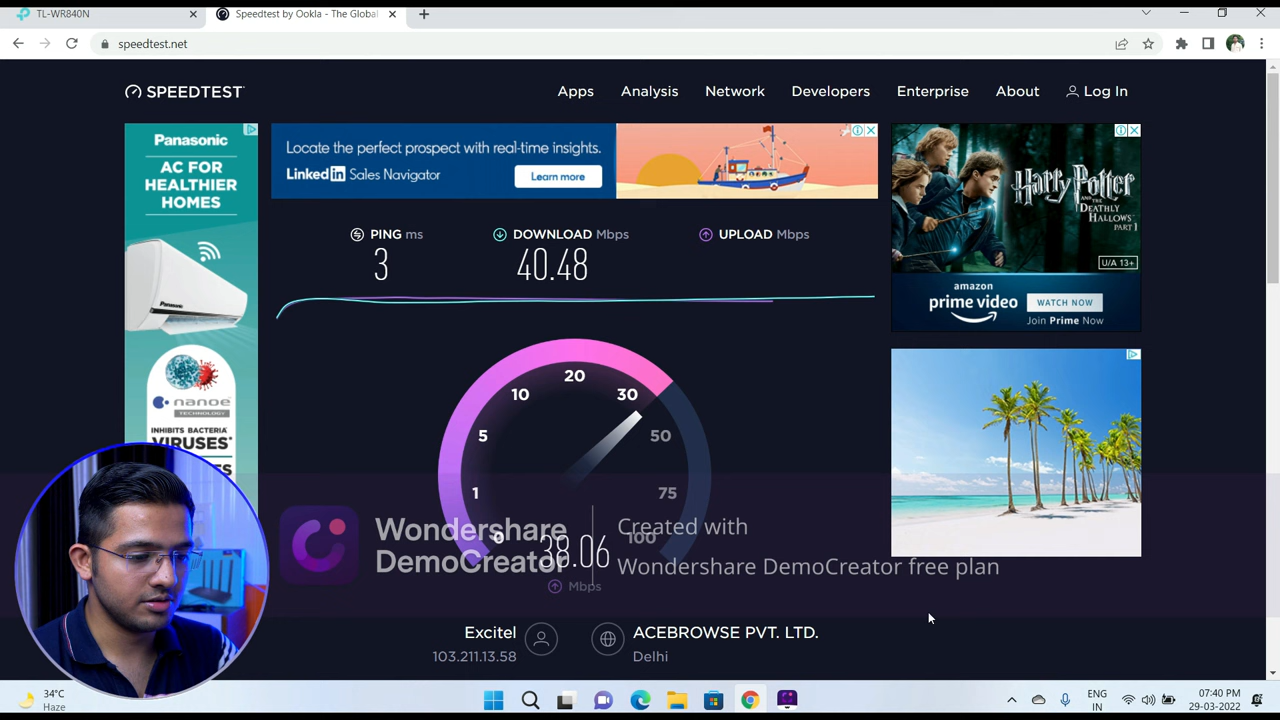 TL-WR840N
Speedtest by Ookla - The Global
speedtest.net
SPEEDTEST
Apps Analysis Network Developers Enterprise About Log In
Panasonic
AC FOR
HEALTHIER
HOMES
Panasonic
nanoe
TECHNOLOGY
INHIBITS BACTERIA
VIRUSES*
Locate the perfect prospect with real-time insights.
LinkedIn Sales Navigator
Learn more
HARRY POTTER
AND THE
DEATHLY
HALLOWS
PART 1
U/A 13+
amazon
prime video
WATCH NOW
Join Prime Now
PING ms
3
DOWNLOAD Mbps
40.48
UPLOAD Mbps
0
1
5
10
20
30
50
75
100
38.06
Mbps
Wondershare
DemoCreator
Created with
Wondershare DemoCreator free plan
Excitel
103.211.13.58
ACEBROWSE PVT. LTD.
Delhi
34°C
Haze
ENG
IN
07:40 PM
29-03-2022